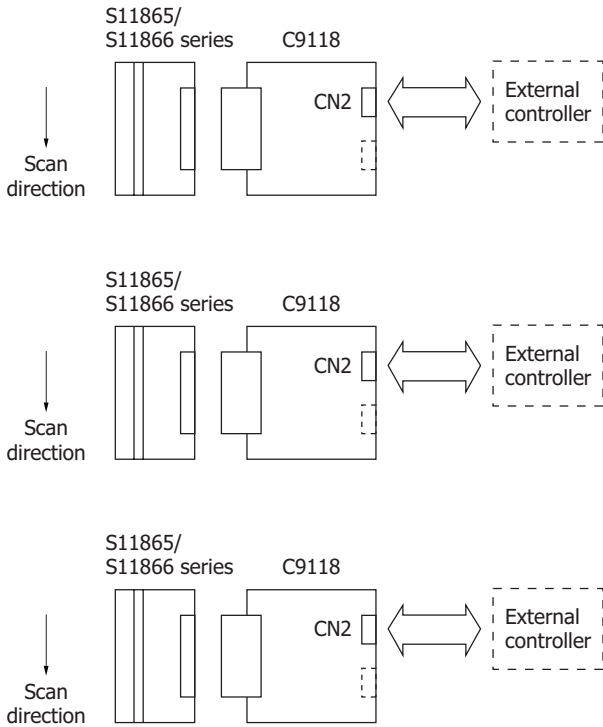 S11865/
S11866 series
C9118
CN2
External
controller
Scan
direction
S11865/
S11866 series
C9118
CN2
External
controller
Scan
direction
S11865/
S11866 series
C9118
CN2
External
controller
Scan
direction